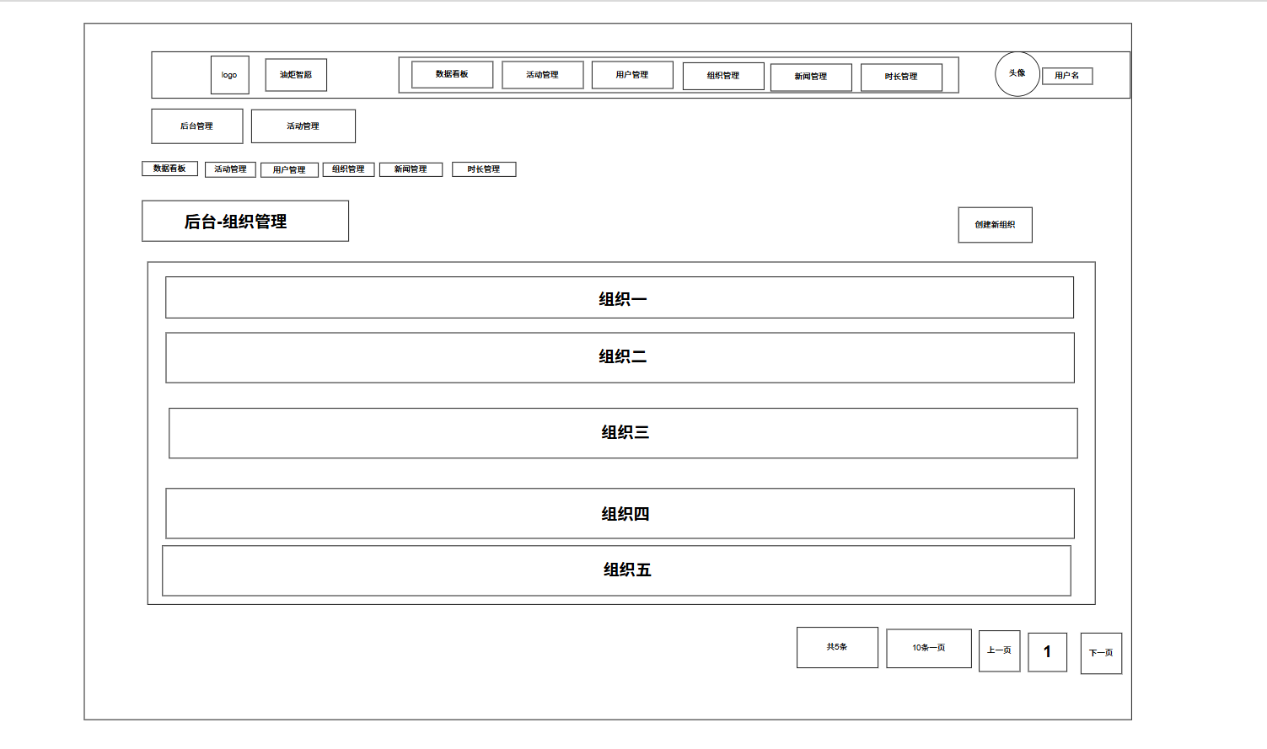 logo 油炬智愿 数据看板 活动管理 用户管理 组织管理 新闻管理 时长管理 头像 用户名
后台管理 活动管理
数据看板 活动管理 用户管理 组织管理 新闻管理 时长管理
后台-组织管理 创建新组织
组织一
组织二
组织三
组织四
组织五
共5条 10条一页 上一页 1 下一页